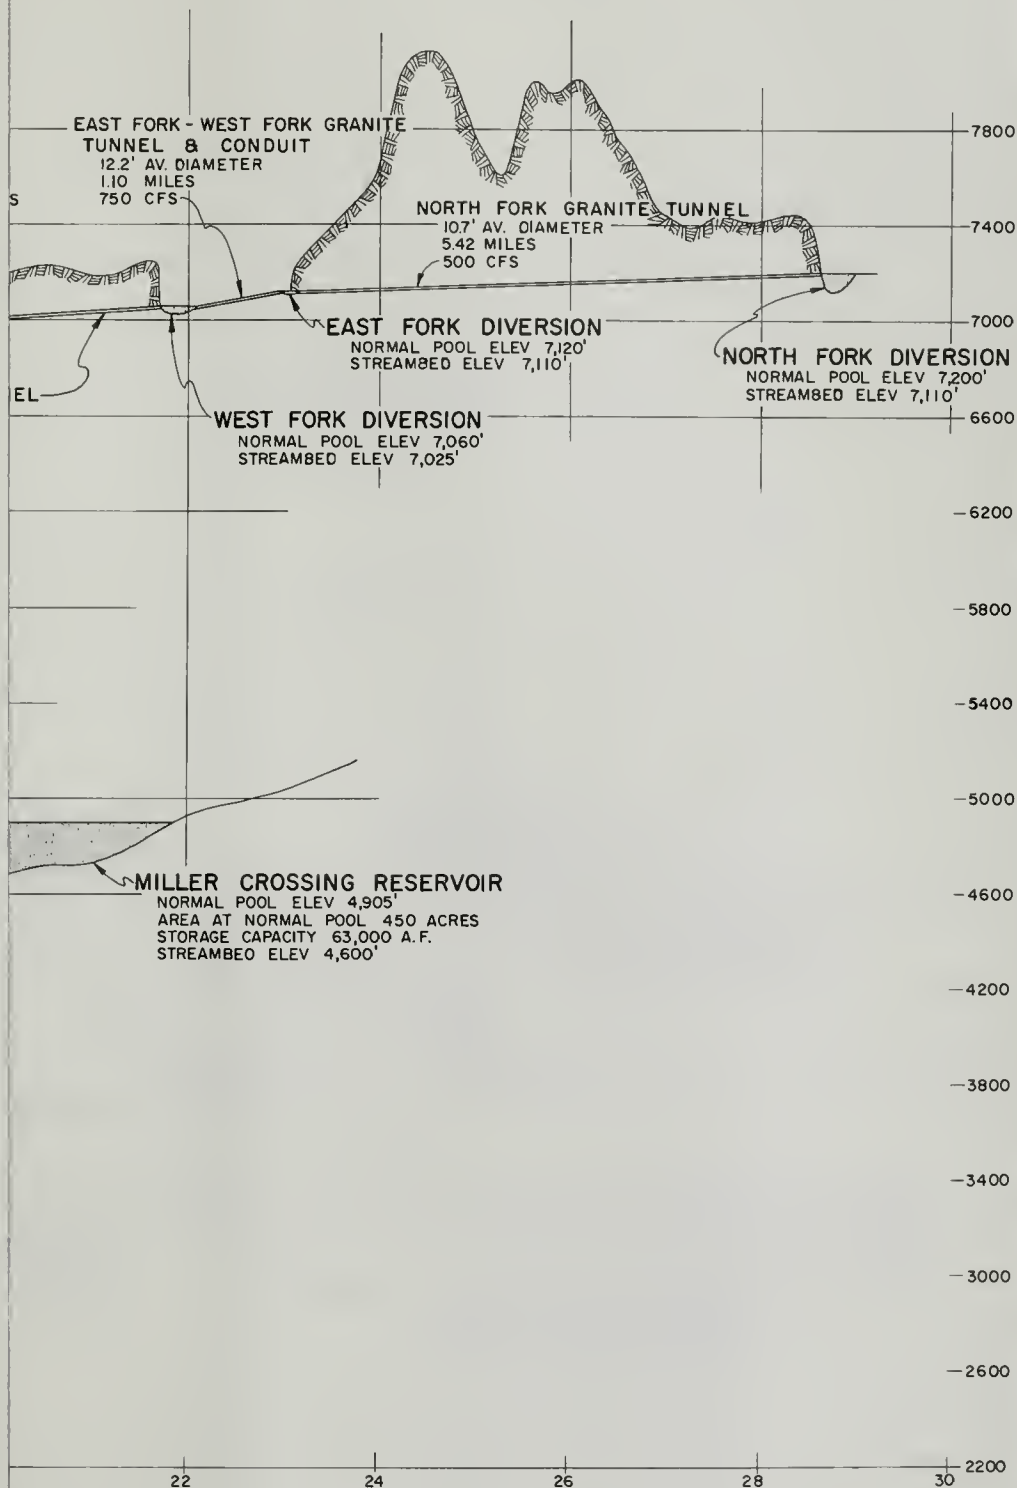 EAST FORK - WEST FORK GRANITE
TUNNEL & CONDUIT
12.2' AV. DIAMETER
1.10 MILES
750 CFS
S
NORTH FORK GRANITE TUNNEL
10.7' AV. DIAMETER
5.42 MILES
500 CFS
EAST FORK DIVERSION
NORMAL POOL ELEV 7,120'
STREAMBED ELEV 7,110'
NORTH FORK DIVERSION
NORMAL POOL ELEV 7,200'
STREAMBED ELEV 7,110'
EL
WEST FORK DIVERSION
NORMAL POOL ELEV 7,060'
STREAMBED ELEV 7,025'
MILLER CROSSING RESERVOIR
NORMAL POOL ELEV 4,905'
AREA AT NORMAL POOL 450 ACRES
STORAGE CAPACITY 63,000 A.F.
STREAMBED ELEV 4,600'
7800
7400
7000
6600
6200
5800
5400
5000
4600
4200
3800
3400
3000
2600
2200
22 24 26 28 30